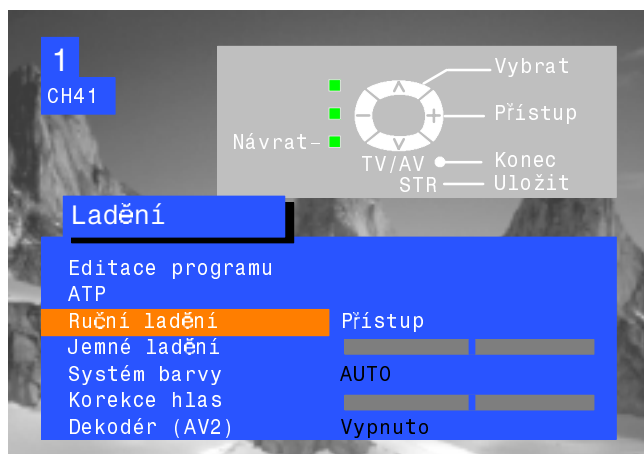 1
CH41
Vybrat
Přístup
Návrat
TV/AV Konec
STR Uložit
Ladění
Editace programu
ATP
Ruční ladění Přístup
Jemné ladění
Systém barvy AUTO
Korekce hlas
Dekodér (AV2) Vypnuto